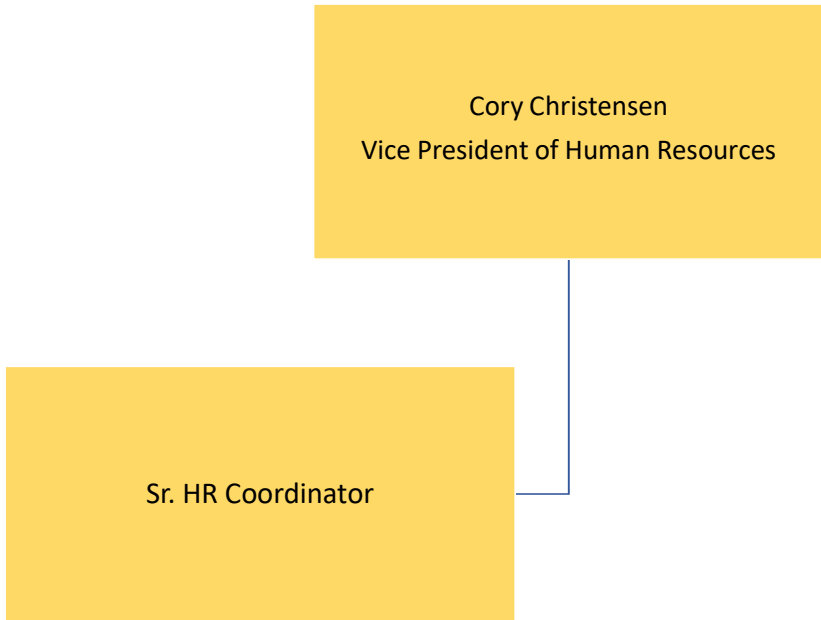 Cory Christensen
Vice President of Human Resources
Sr. HR Coordinator